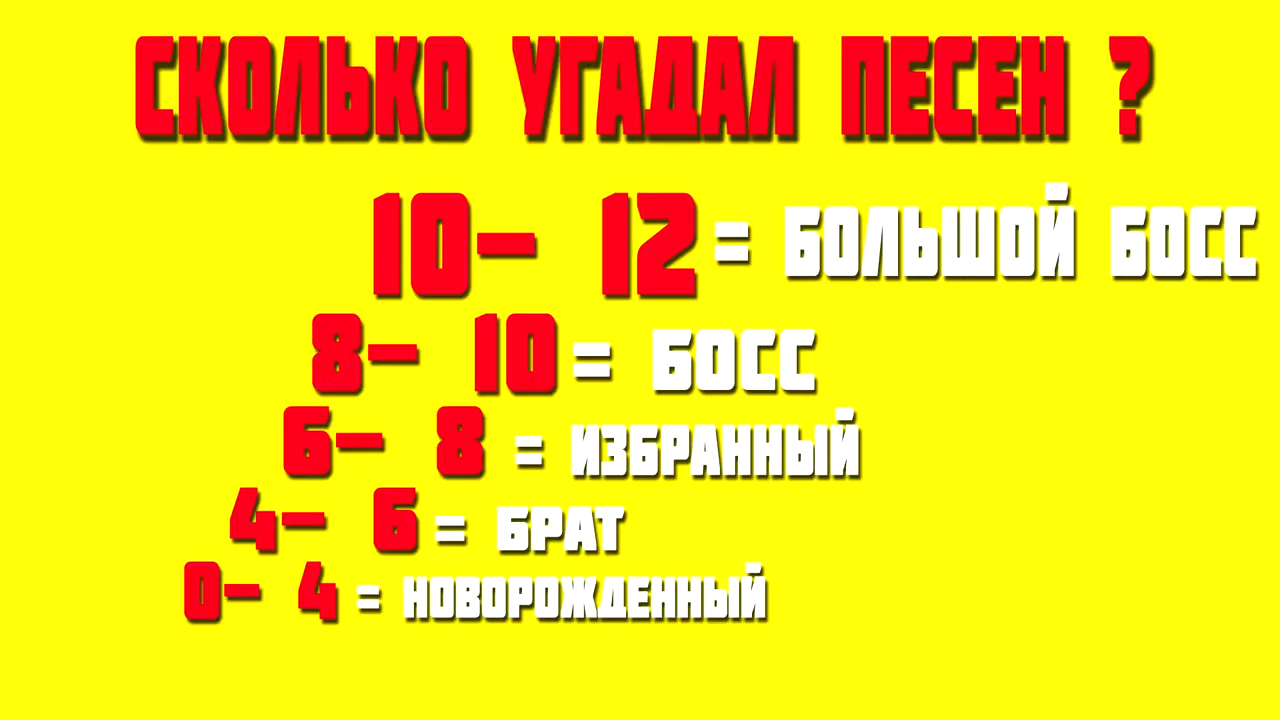 СКОЛЬКО УГАДАЛ ПЕСЕН ?
10- 12 = БОЛЬШОЙ БОСС
8- 10 = БОСС
6- 8 = ИЗБРАННЫЙ
4- 6 = БРАТ
0- 4 = НОВОРОЖДЕННЫЙ